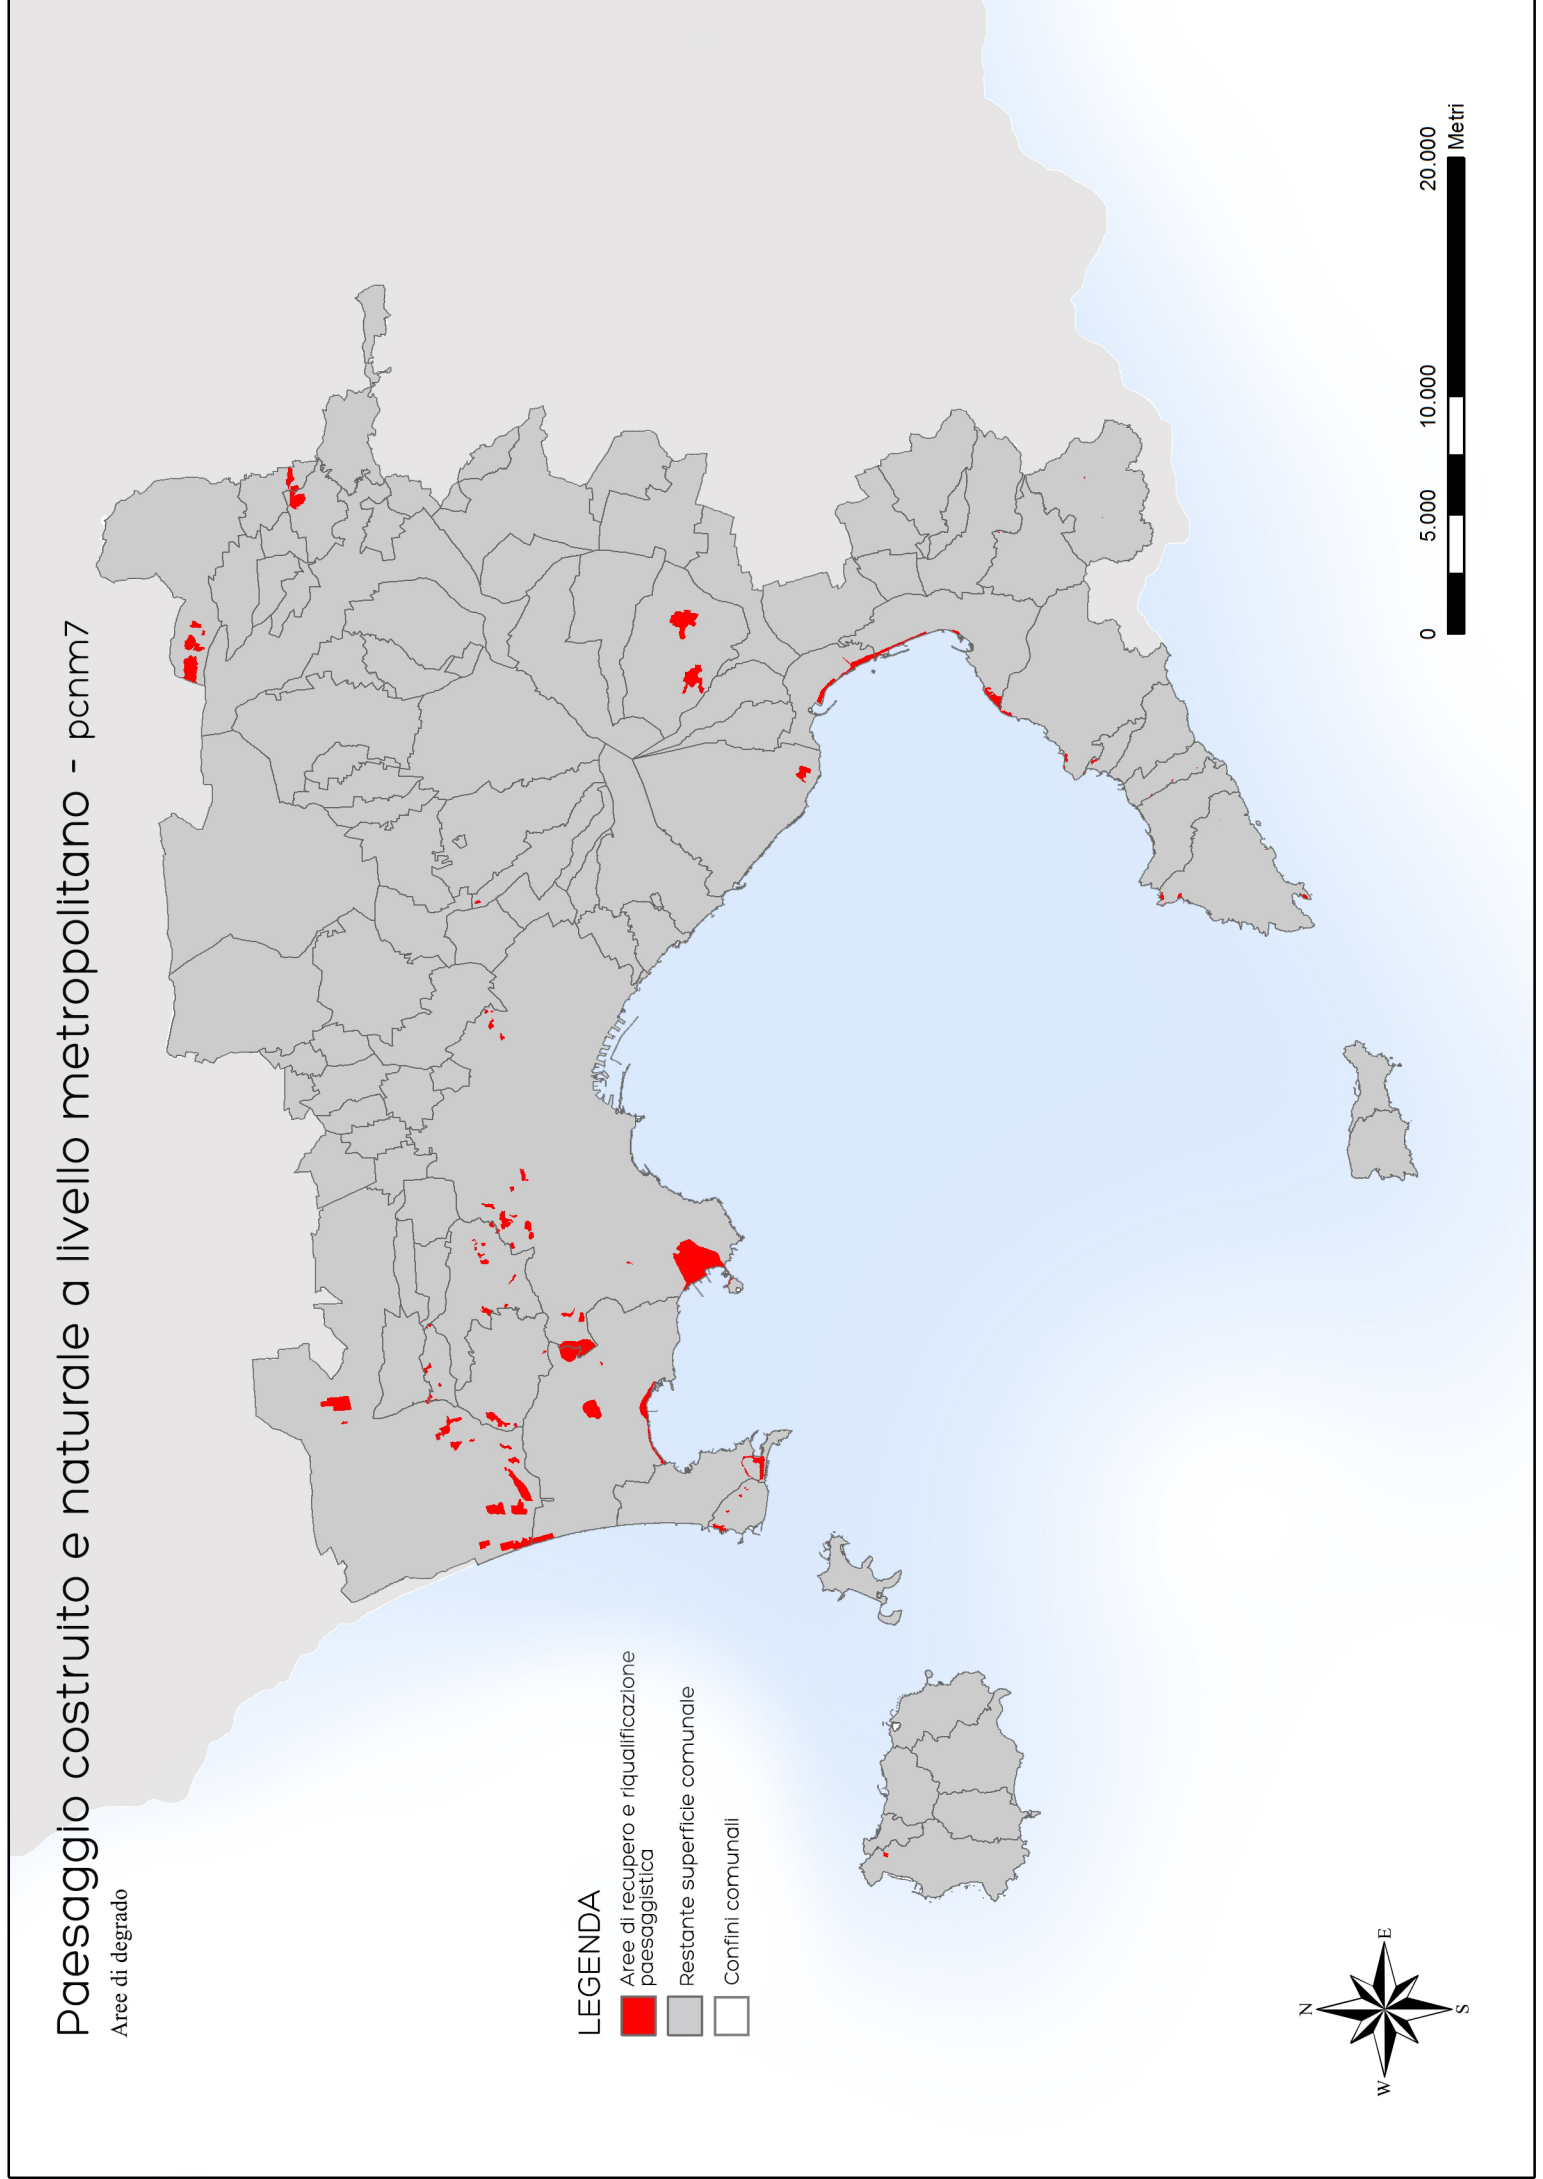 Paesaggio costruito e naturale a livello metropolitano - pcnm7
Aree di degrado
LEGENDA
Aree di recupero e riqualificazione
paesaggistica
Restante superficie comunale
Confini comunali
N
W
E
S
0
5.000
10.000
20.000
Metri